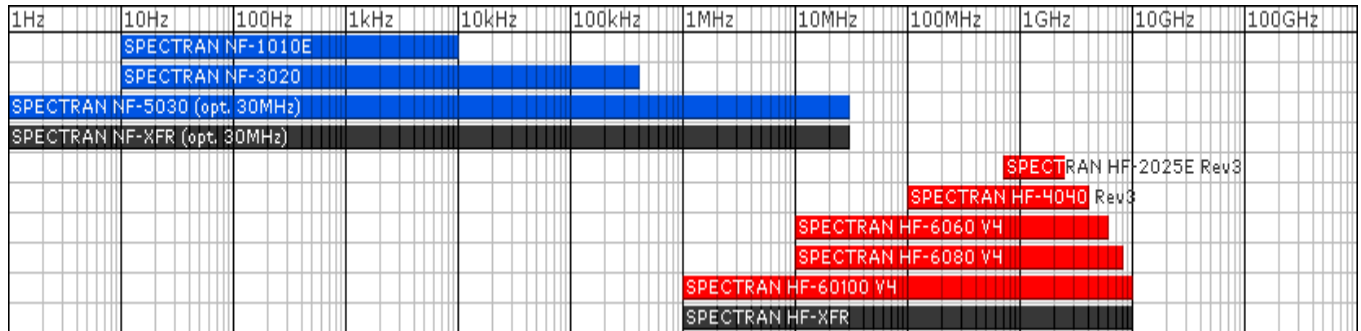 1Hz 10Hz 100Hz 1kHz 10kHz 100kHz 1MHz 10MHz 100MHz 1GHz 10GHz 100GHz
SPECTRAN NF-1010E
SPECTRAN NF-3020
SPECTRAN NF-5030 (opt. 30MHz)
SPECTRAN NF-XFR (opt. 30MHz)
SPECTRAN HF-2025E Rev3
SPECTRAN HF-4040 Rev3
SPECTRAN HF-6060 V4
SPECTRAN HF-6080 V4
SPECTRAN HF-60100 V4
SPECTRAN HF-XFR